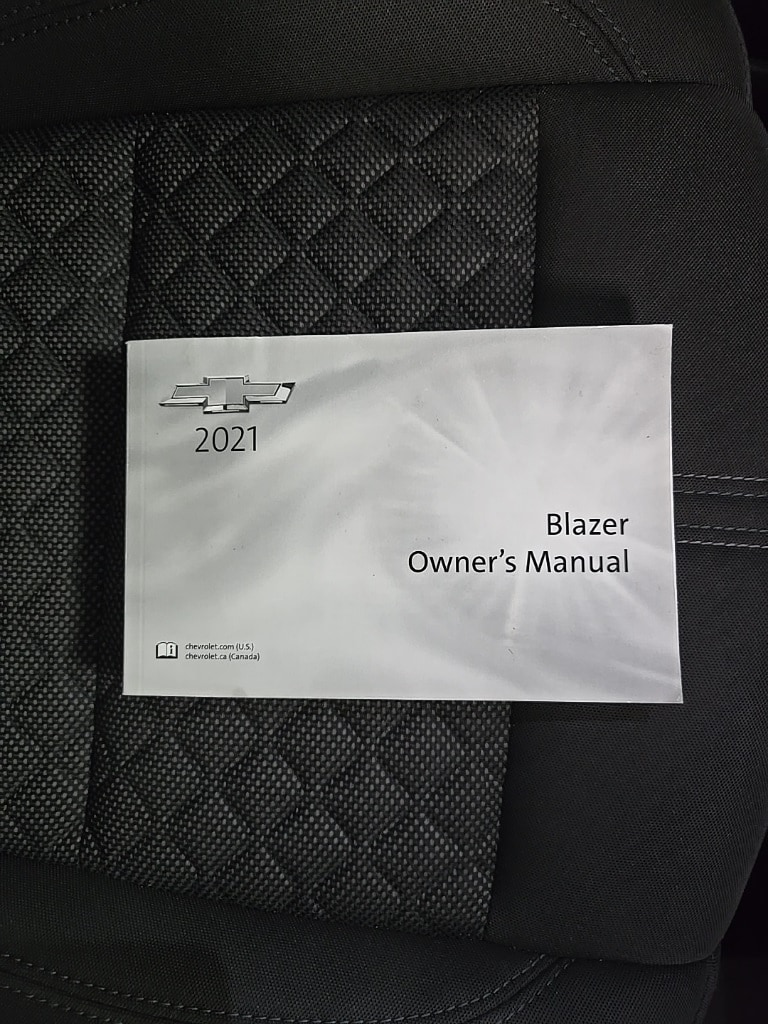 2021
Blazer
Owner's Manual
chevrolet.com (U.S.)
chevrolet.ca (Canada)